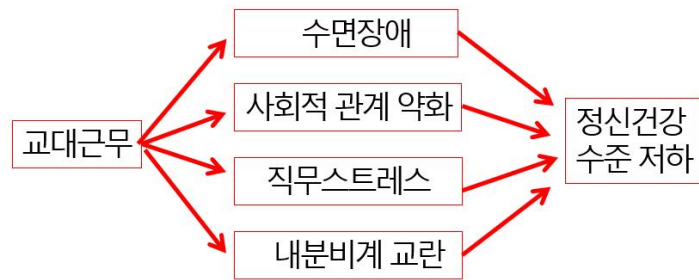 수면장애
사회적 관계 약화
교대근무
직무스트레스
내분비계 교란
정신건강
수준 저하